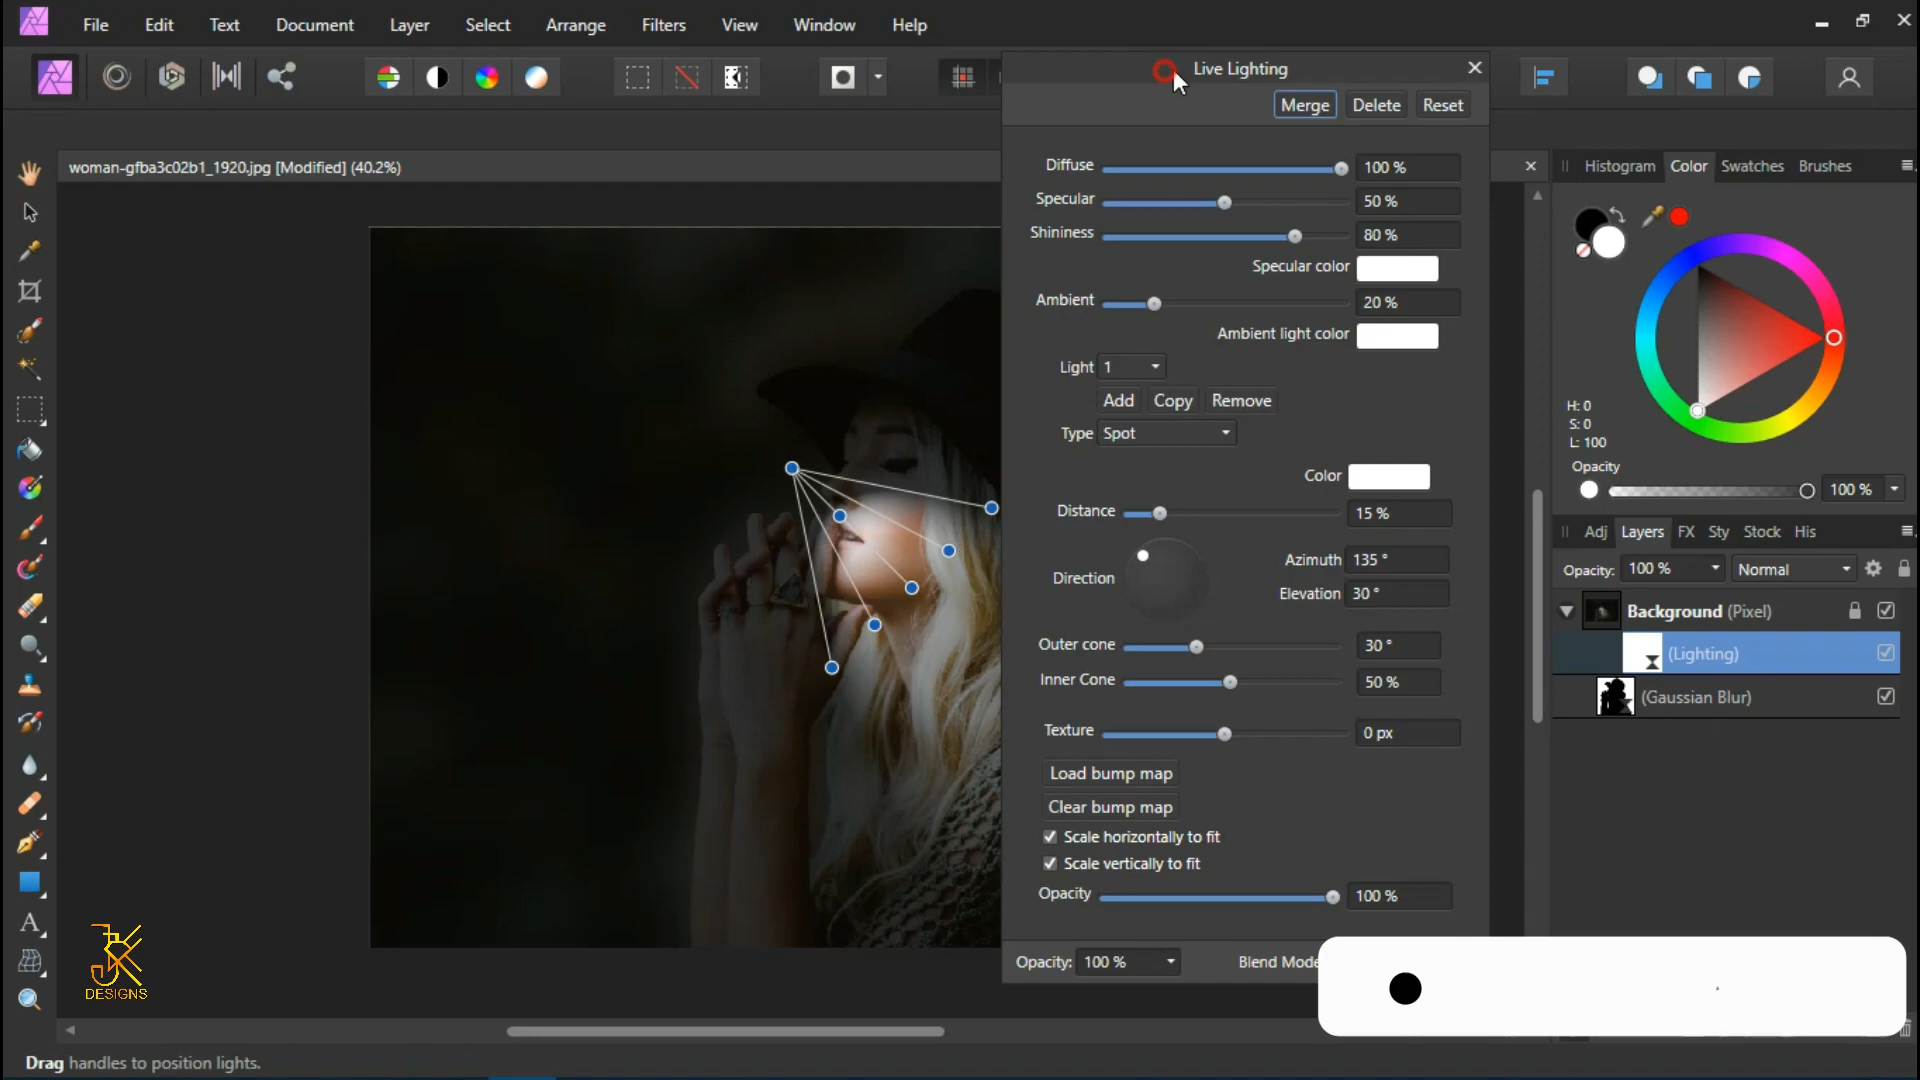 File Edit Text Document Layer Select Arrange Filters View Window Help
Live Lighting
Merge Delete Reset
woman-gfba3c02b1_1920.jpg [Modified] (40.2%)
Histogram Color Swatches Brushes
Diffuse 100 %
Specular 50 %
Shininess 80 %
Specular color
Ambient 20 %
Ambient light color
Light 1
Add Copy Remove
Type Spot
Color
Distance 15 %
Direction
Azimuth 135 °
Elevation 30 °
Outer cone 30 °
Inner Cone 50 %
Texture 0 px
Load bump map
Clear bump map
Scale horizontally to fit
Scale vertically to fit
Opacity 100 %
Opacity: 100 % Blend Mode
H: 0
S: 0
L: 100
Opacity
100 %
Adj Layers FX Sty Stock His
Opacity: 100 % Normal
Background (Pixel)
(Lighting)
(Gaussian Blur)
JK
DESIGNS
Drag handles to position lights.